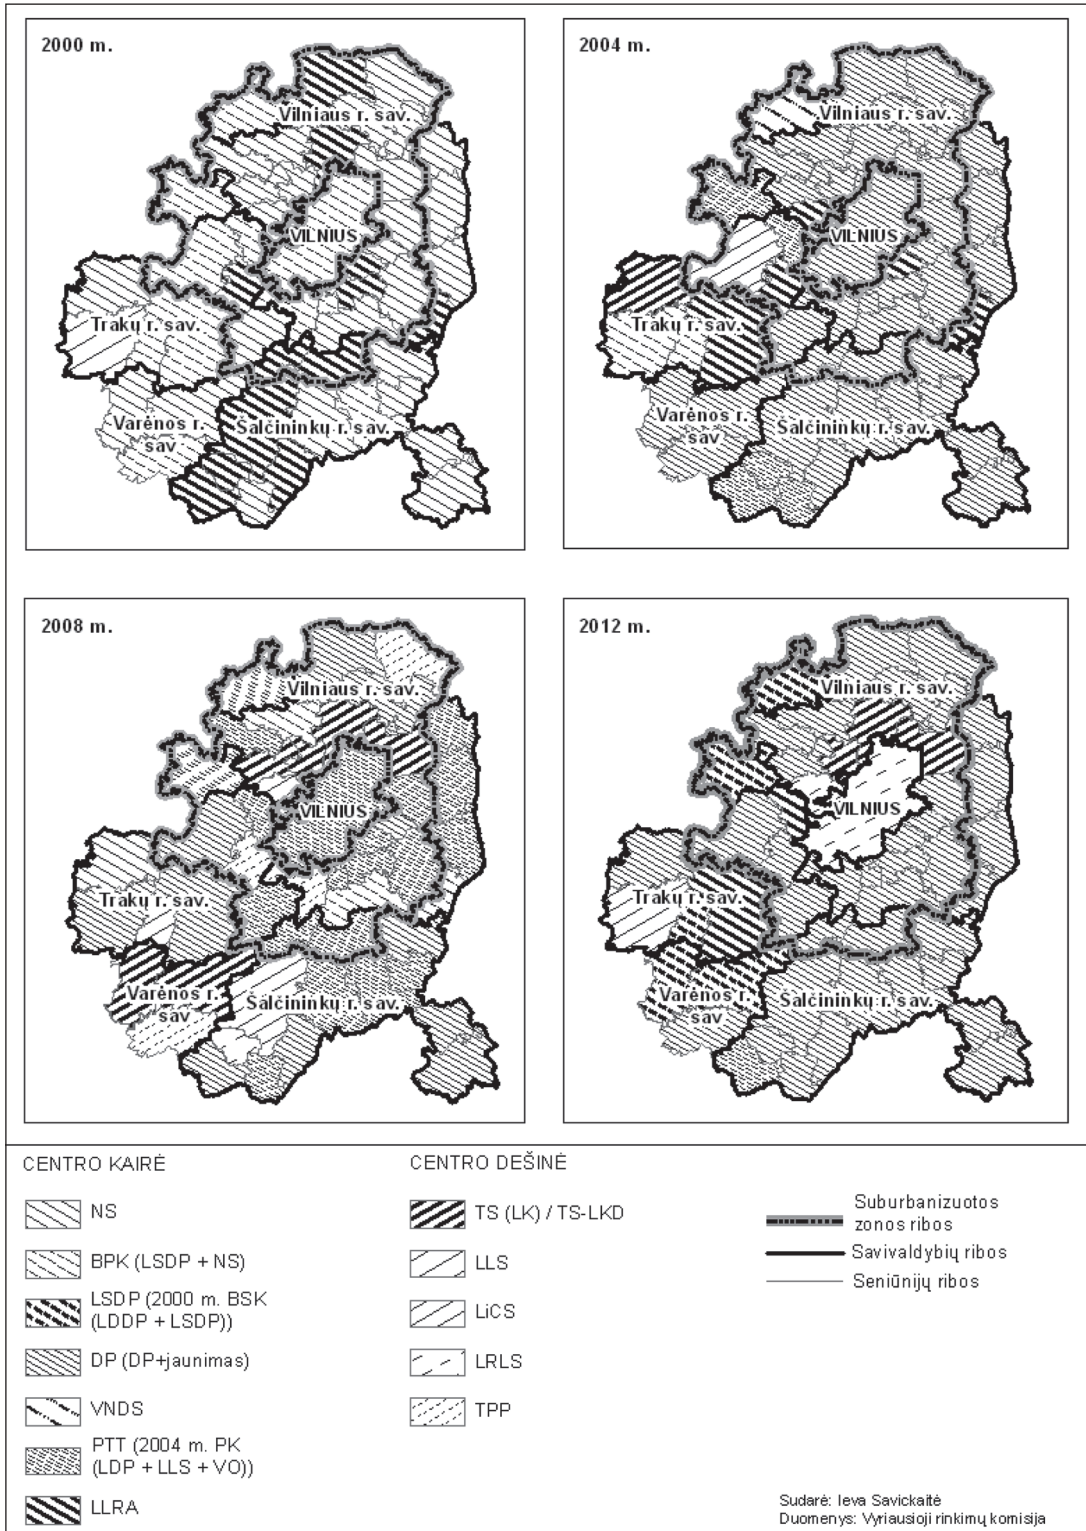 2000 m.
Vilniaus r. sav.
VILNIUS
Trakų r. sav.
Varėnos r.
sav.
Šalčininkų r. sav.
2004 m.
Vilniaus r. sav.
VILNIUS
Trakų r. sav.
Varėnos r.
sav
Šalčininkų r. sav.
2008 m.
Vilniaus r. sav.
VILNIUS
Trakų r. sav.
Varėnos r.
sav
Šalčininkų r. sav.
2012 m.
Vilniaus r. sav.
VILNIUS
Trakų r. sav.
Varėnos r.
sav
Šalčininkų r. sav.
CENTRO KAIRĖ
NS
BPK (LSDP + NS)
LSDP (2000 m. BSK
(LDDP + LSDP))
DP (DP+jaunimas)
VNDS
PTT (2004 m. PK
(LDP + LLS + VO))
LLRA
CENTRO DEŠINĖ
TS (LK) / TS-LKD
LLS
LiCS
LRLS
TPP
Suburbanizuotos
zonos ribos
Savivaldybių ribos
Seniūnijų ribos
Sudarė: Ieva Savickaitė
Duomenys: Vyriausioji rinkimų komisija